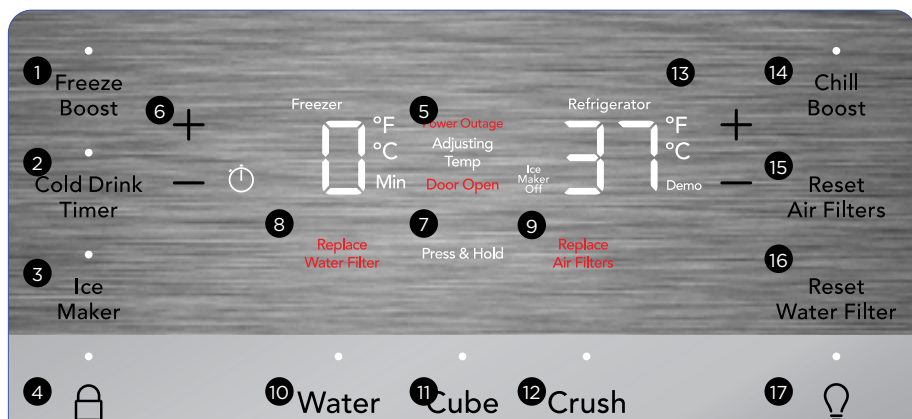 1
Freeze
Boost
2
Cold Drink
Timer
3
Ice
Maker
4
6
+
−
Freezer
0
°F
°C
Min
5
Power Outage
Adjusting
Temp
Door Open
Refrigerator
Ice
Maker
Off
37
°F
°C
Demo
8
Replace
Water Filter
7
Press & Hold
9
Replace
Air Filters
13
+
−
14
Chill
Boost
15
Reset
Air Filters
16
Reset
Water Filter
10 Water
11 Cube
12 Crush
17